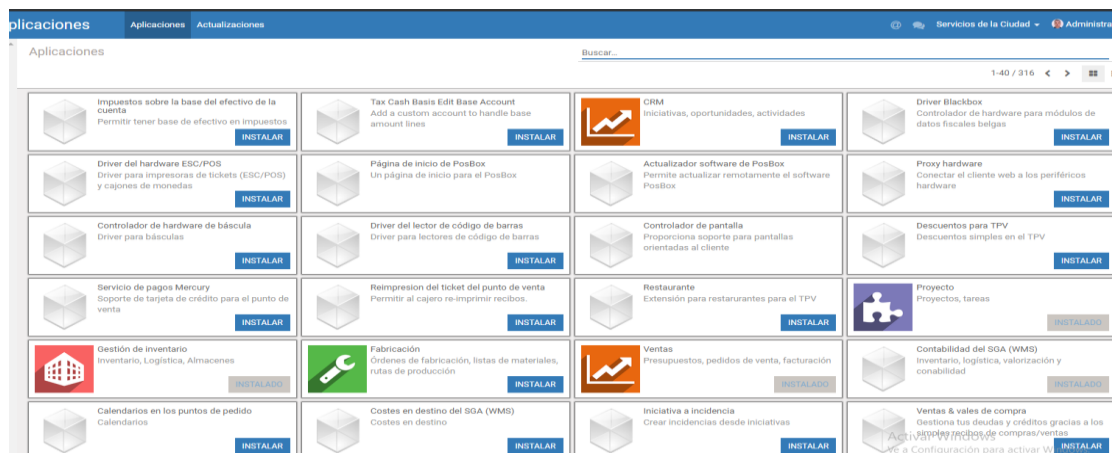 plicaciones Aplicaciones Actualizaciones Servicios de la Ciudad Administra
Aplicaciones Buscar...
1-40 / 316
Impuestos sobre la base del efectivo de la
cuenta
Permitir tener base de efectivo en impuestos
INSTALAR
Tax Cash Basis Edit Base Account
Add a custom account to handle base
amount lines
INSTALAR
CRM
Iniciativas, oportunidades, actividades
INSTALAR
Driver Blackbox
Controlador de hardware para módulos de
datos fiscales belgas
INSTALAR
Driver del hardware ESC/POS
Driver para impresoras de tickets (ESC/POS)
y cajones de monedas
INSTALAR
Página de inicio de PosBox
Un página de inicio para el PosBox
Actualizador software de PosBox
Permite actualizar remotamente el software
PosBox
Proxy hardware
Conectar el cliente web a los periféricos
hardware
INSTALAR
Controlador de hardware de báscula
Driver para básculas
INSTALAR
Driver del lector de código de barras
Driver para lectores de código de barras
INSTALAR
Controlador de pantalla
Proporciona soporte para pantallas
orientadas al cliente
Descuentos para TPV
Descuentos simples en el TPV
INSTALAR
Servicio de pagos Mercury
Soporte de tarjeta de crédito para el punto de
venta
INSTALAR
Reimpresion del ticket del punto de venta
Permitir al cajero re-imprimir recibos.
INSTALAR
Restaurante
Extensión para restarurantes para el TPV
INSTALAR
Proyecto
Proyectos, tareas
INSTALADO
Gestión de inventario
Inventario, Logística, Almacenes
INSTALADO
Fabricación
Órdenes de fabricación, listas de materiales,
rutas de producción
INSTALAR
Ventas
Presupuestos, pedidos de venta, facturación
INSTALADO
Contabilidad del SGA (WMS)
Inventario, logística, valorización y
conabilidad
INSTALADO
Calendarios en los puntos de pedido
Calendarios
INSTALAR
Costes en destino del SGA (WMS)
Costes en destino
INSTALAR
Iniciativa a incidencia
Crear incidencias desde iniciativas
INSTALAR
Ventas & vales de compra
Gestiona tus deudas y créditos gracias a los
simples recibos de compras/ventas
INSTALAR
Activar Windows
Ve a Configuración para activar W